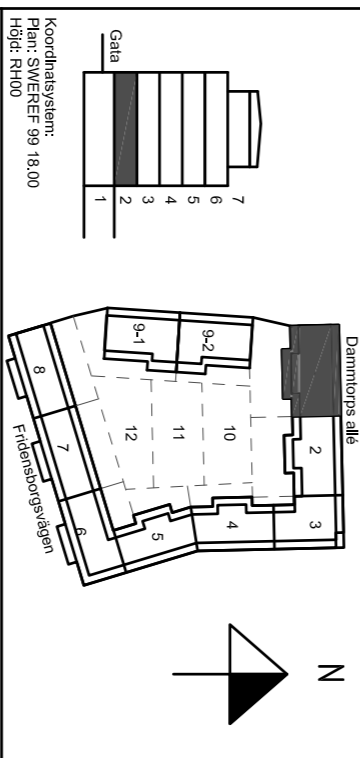 Gata
7
6
5
4
3
2
1
Koordinatsystem:
Plan: SWEREF 99 18.00
Höjd: RH00
Dammtorps allé
2
3
9-1
9-2
10
11
12
4
5
6
7
8
Fridensborgsvägen
N